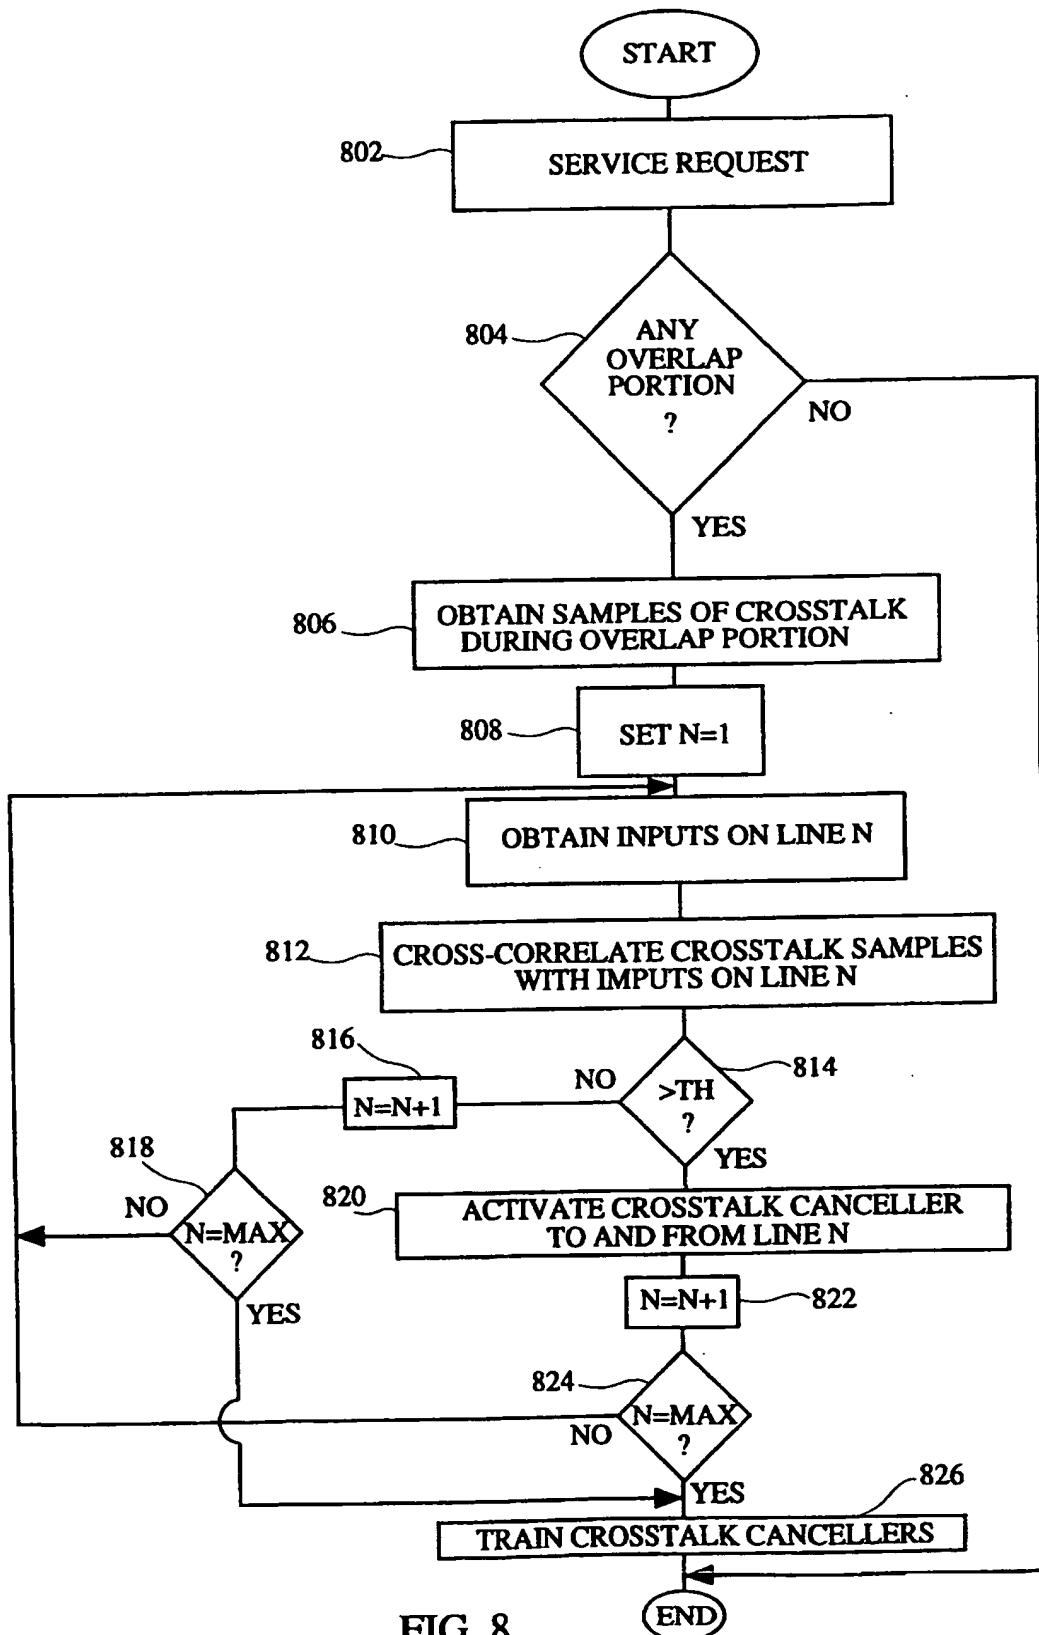 START
802
SERVICE REQUEST
804
ANY
OVERLAP
PORTION
?
NO
YES
806
OBTAIN SAMPLES OF CROSSTALK
DURING OVERLAP PORTION
808
SET N=1
810
OBTAIN INPUTS ON LINE N
812
CROSS-CORRELATE CROSSTALK SAMPLES
WITH IMPUTS ON LINE N
816
814
NO
>TH
?
N=N+1
YES
818
NO
N=MAX
?
YES
820
ACTIVATE CROSSTALK CANCELLER
TO AND FROM LINE N
N=N+1
822
824
N=MAX
?
NO
YES
826
TRAIN CROSSTALK CANCELLERS
END
FIG. 8